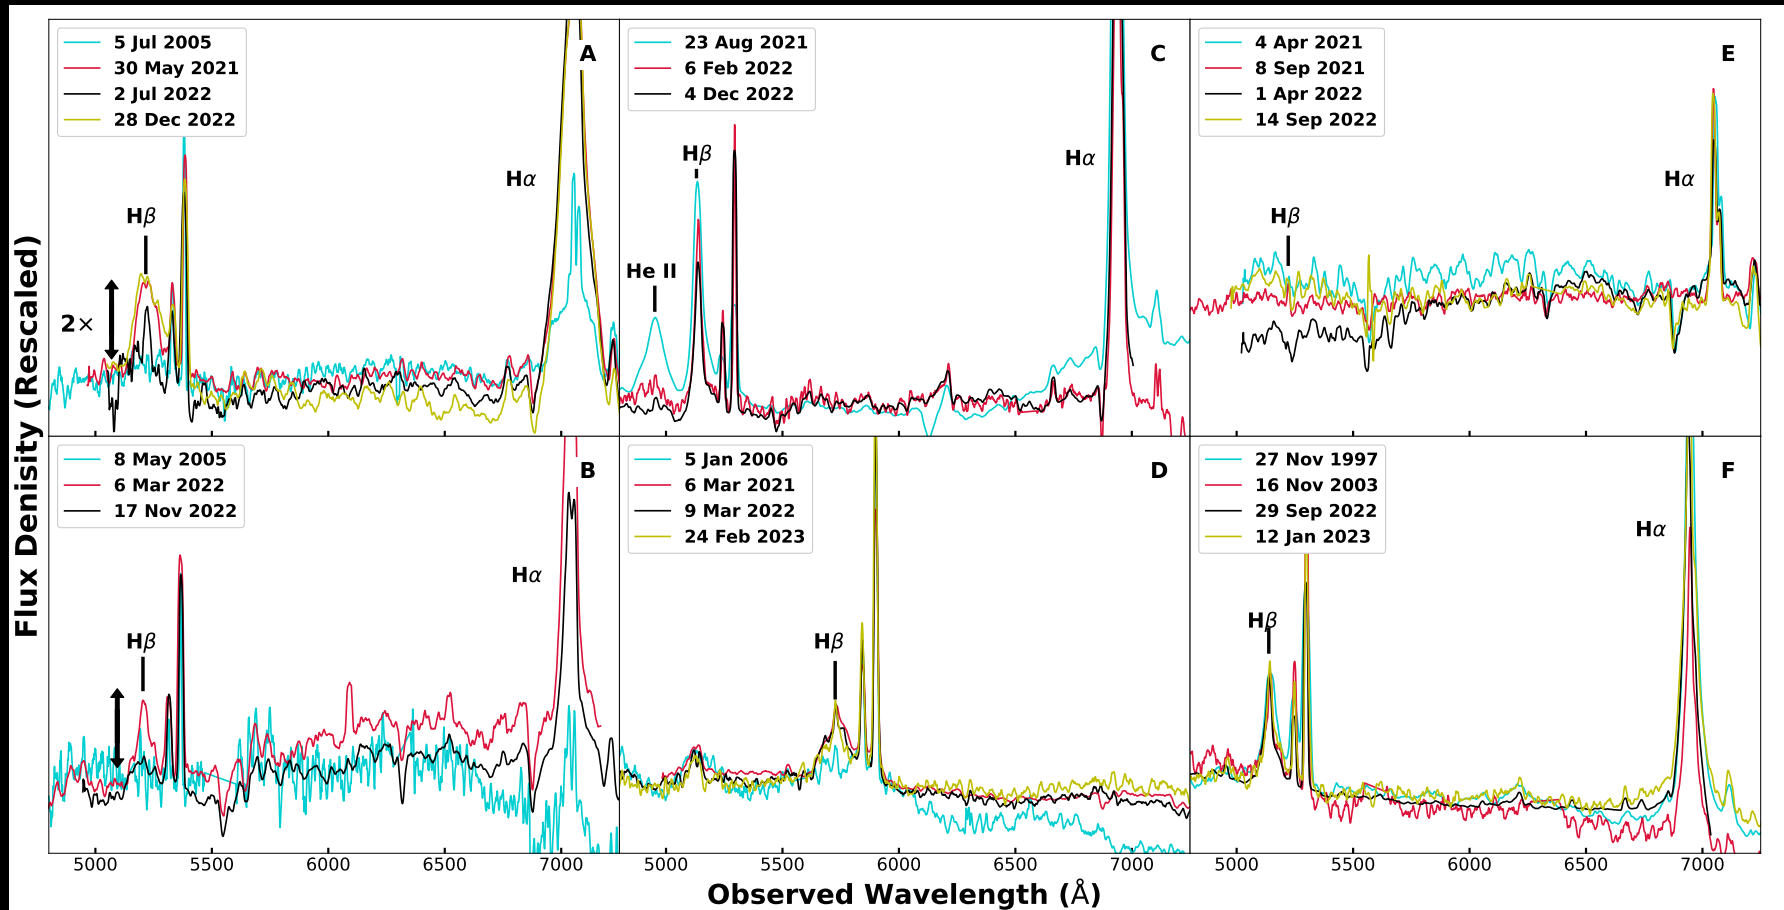 Flux Denisity (Rescaled)
5 Jul 2005
30 May 2021
2 Jul 2022
28 Dec 2022
A
Hβ
2×
Hα
23 Aug 2021
6 Feb 2022
4 Dec 2022
C
Hβ
He II
Hα
4 Apr 2021
8 Sep 2021
1 Apr 2022
14 Sep 2022
E
Hβ
Hα
8 May 2005
6 Mar 2022
17 Nov 2022
B
Hβ
Hα
5 Jan 2006
6 Mar 2021
9 Mar 2022
24 Feb 2023
D
Hβ
27 Nov 1997
16 Nov 2003
29 Sep 2022
12 Jan 2023
F
Hβ
Hα
5000 5500 6000 6500 7000 5000 5500 6000 6500 7000 5000 5500 6000 6500 7000
Observed Wavelength (Å)